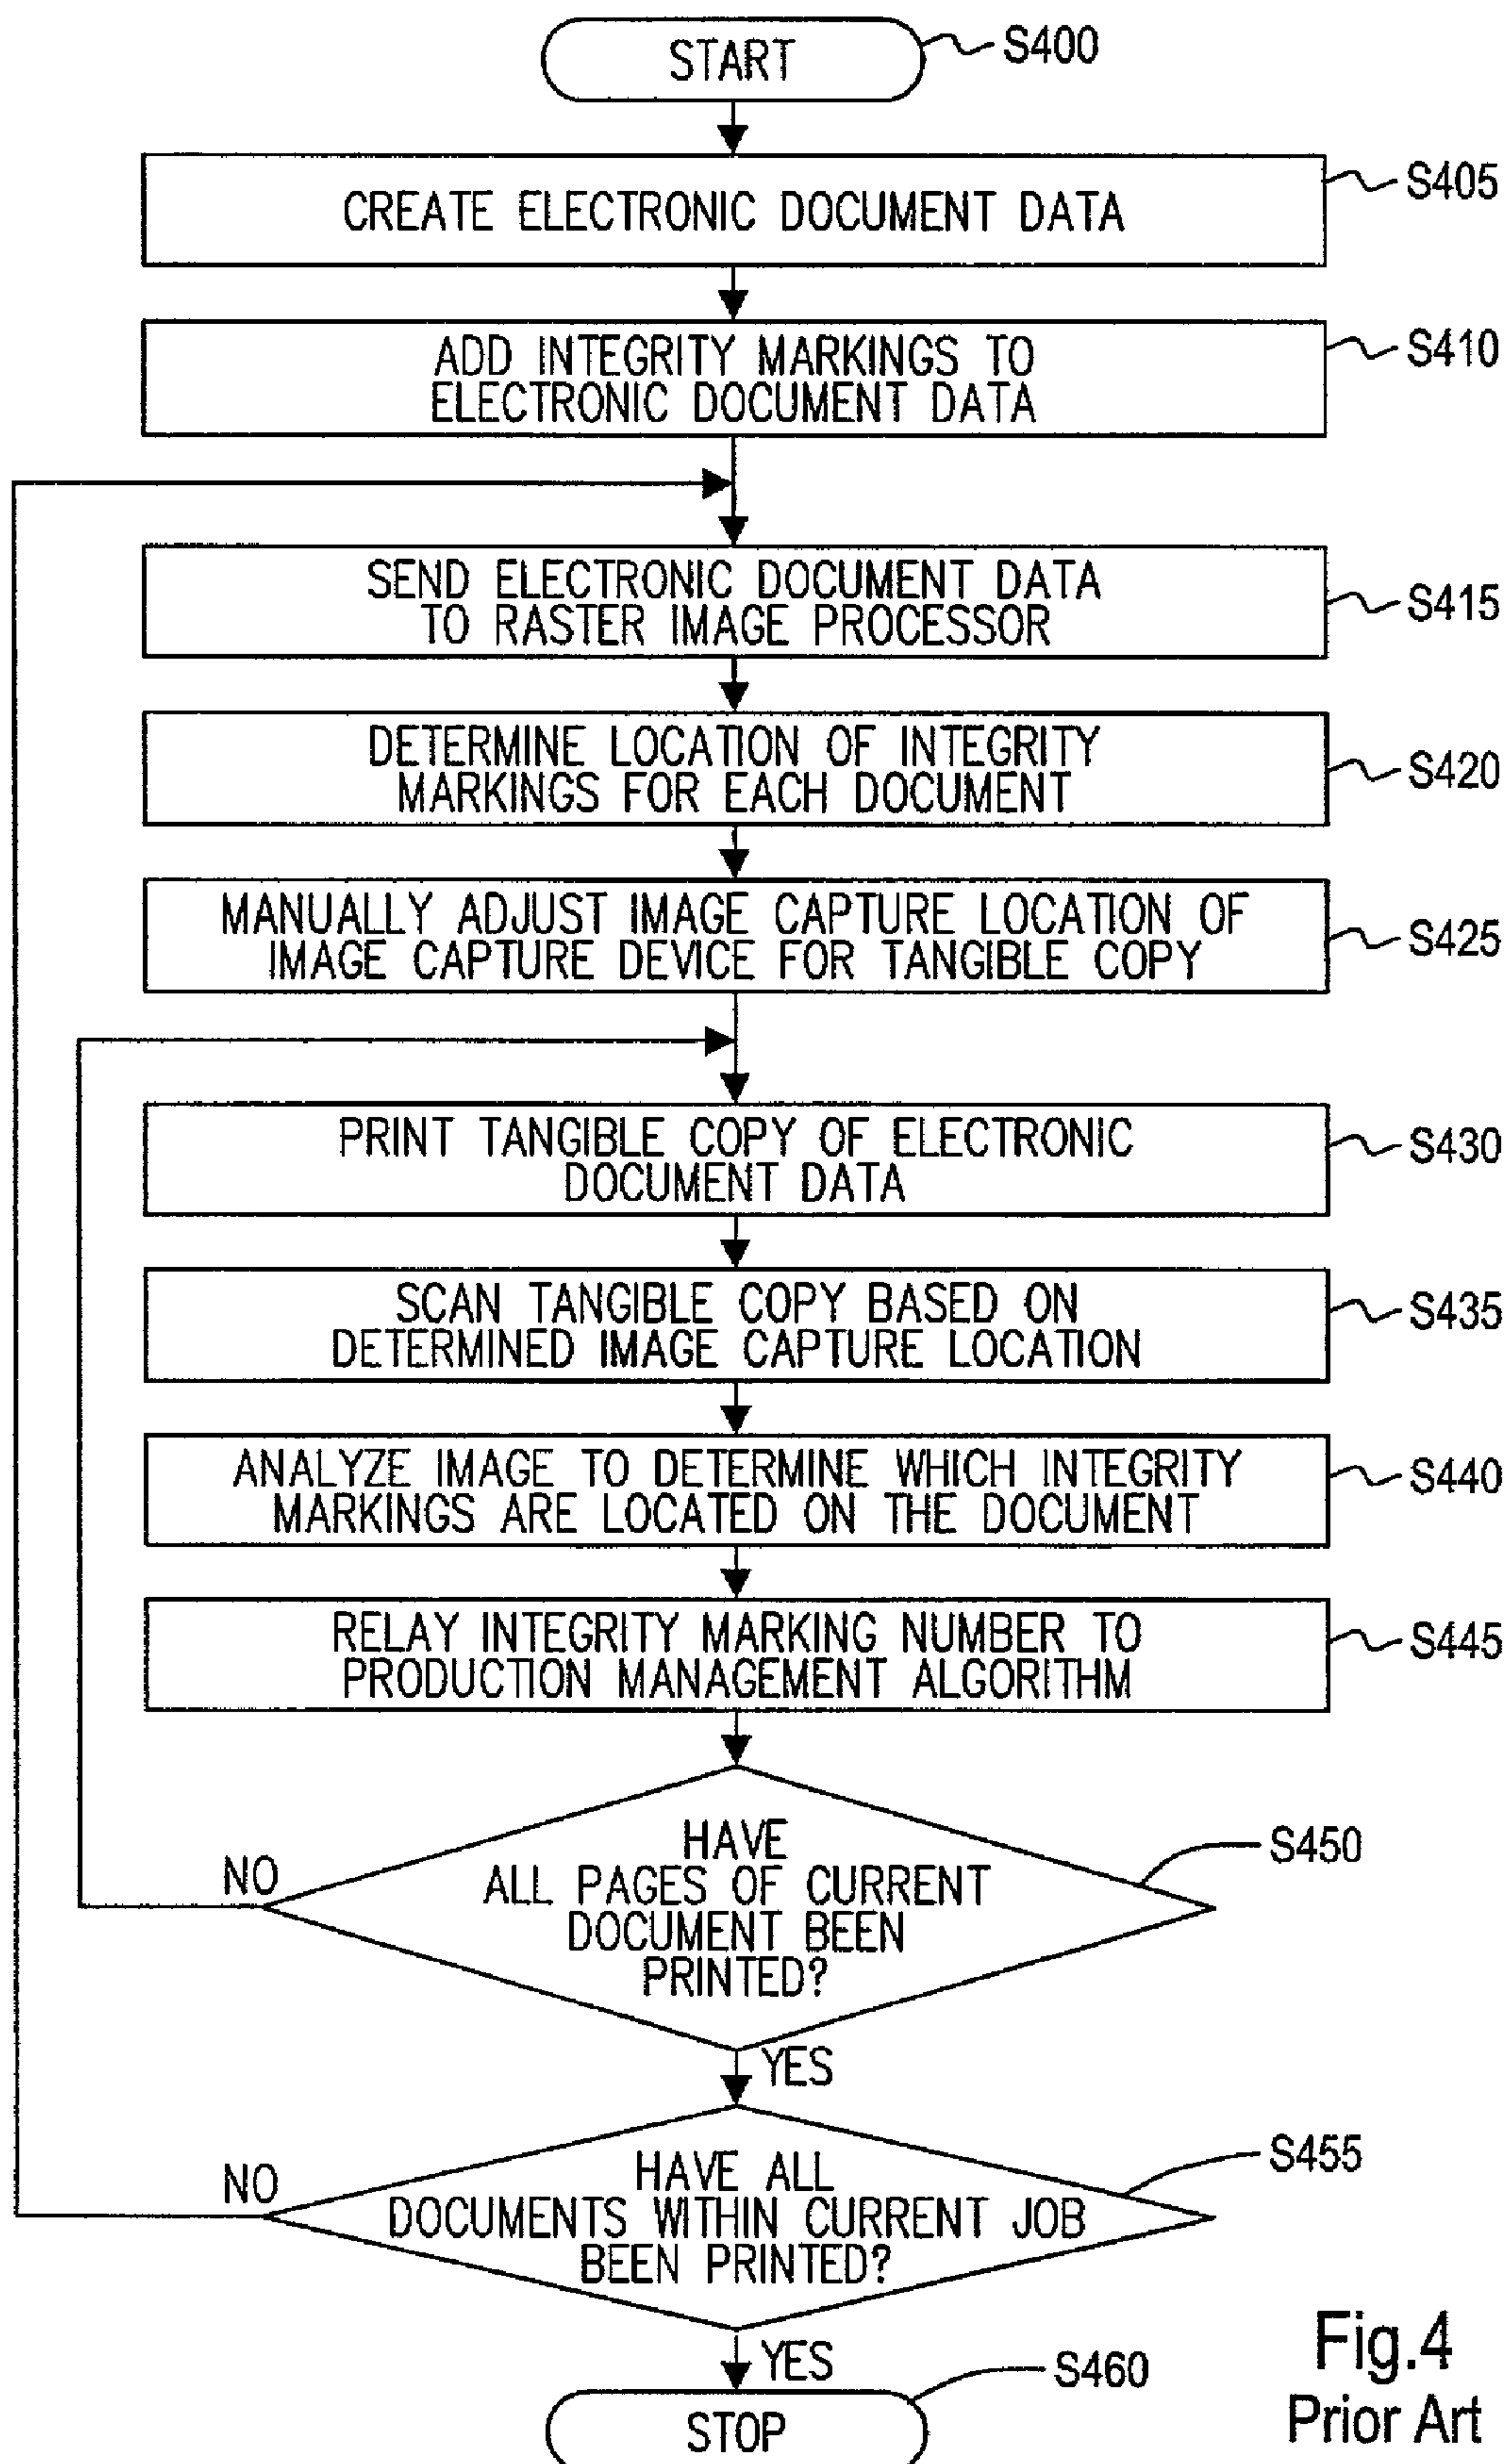 START
S400
CREATE ELECTRONIC DOCUMENT DATA
S405
ADD INTEGRITY MARKINGS TO
ELECTRONIC DOCUMENT DATA
S410
SEND ELECTRONIC DOCUMENT DATA
TO RASTER IMAGE PROCESSOR
S415
DETERMINE LOCATION OF INTEGRITY
MARKINGS FOR EACH DOCUMENT
S420
MANUALLY ADJUST IMAGE CAPTURE LOCATION OF
IMAGE CAPTURE DEVICE FOR TANGIBLE COPY
S425
PRINT TANGIBLE COPY OF ELECTRONIC
DOCUMENT DATA
S430
SCAN TANGIBLE COPY BASED ON
DETERMINED IMAGE CAPTURE LOCATION
S435
ANALYZE IMAGE TO DETERMINE WHICH INTEGRITY
MARKINGS ARE LOCATED ON THE DOCUMENT
S440
RELAY INTEGRITY MARKING NUMBER TO
PRODUCTION MANAGEMENT ALGORITHM
S445
HAVE
ALL PAGES OF CURRENT
DOCUMENT BEEN
PRINTED?
S450
NO
YES
HAVE ALL
DOCUMENTS WITHIN CURRENT JOB
BEEN PRINTED?
S455
NO
YES
STOP
S460
Fig.4
Prior Art